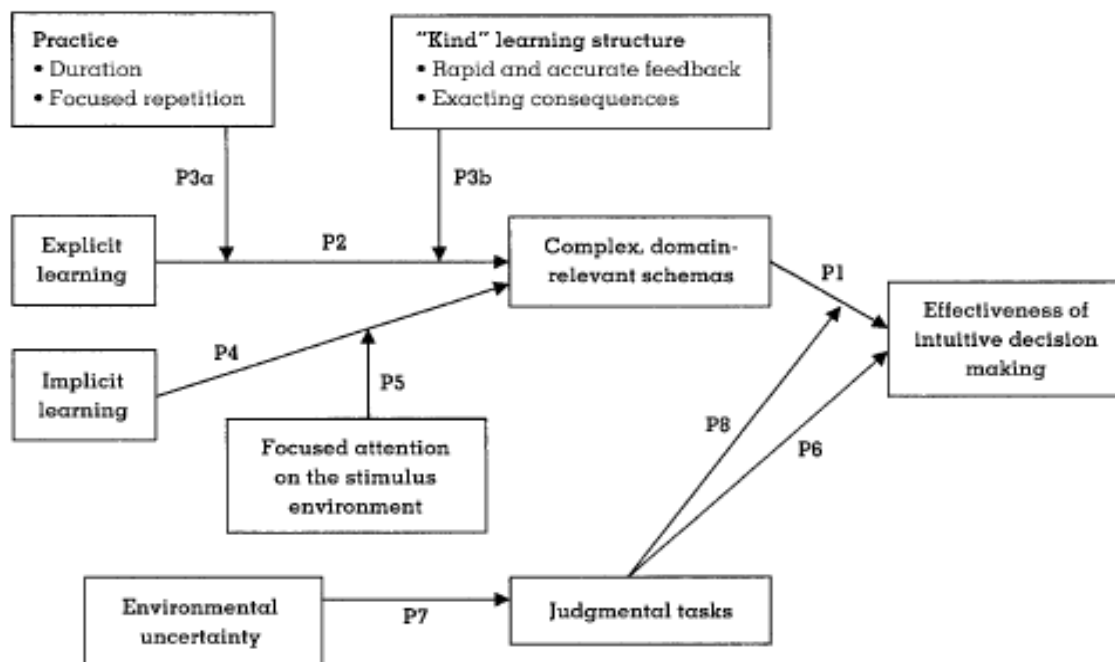 Practice
• Duration
• Focused repetition
“Kind” learning structure
• Rapid and accurate feedback
• Exacting consequences
P3a
P3b
Explicit
learning
P2
Complex, domain-
relevant schemas
P1
Effectiveness of
intuitive decision
making
Implicit
learning
P4
P5
Focused attention
on the stimulus
environment
P8
P6
Environmental
uncertainty
P7
Judgmental tasks